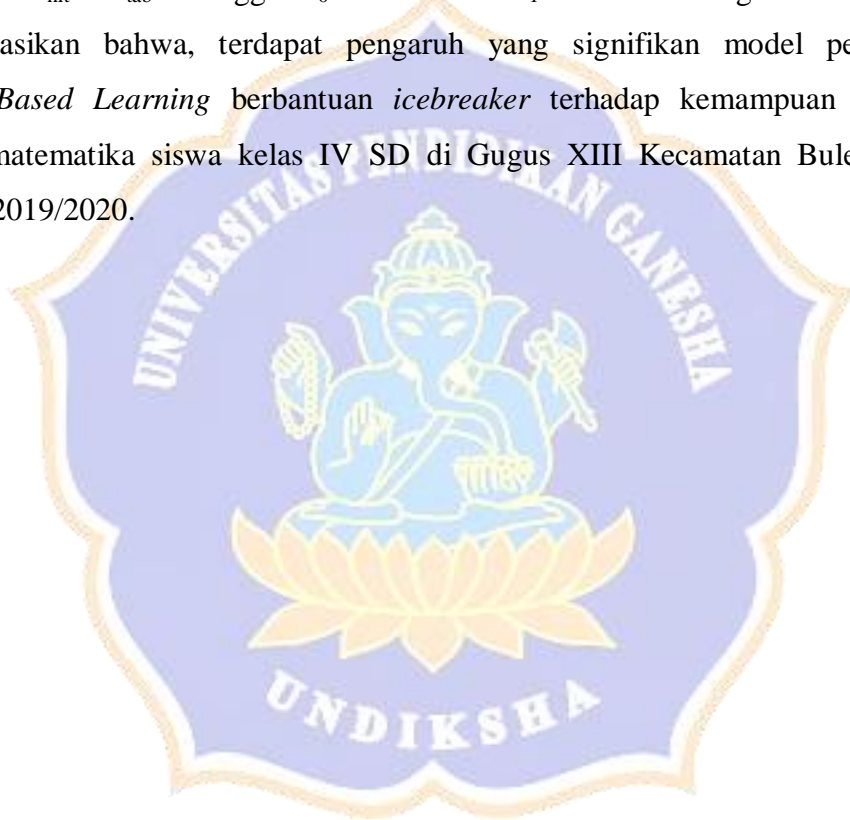 asikan bahwa, terdapat pengaruh yang signifikan model pe
Based Learning berbantuan icebreaker terhadap kemampuan
matematika siswa kelas IV SD di Gugus XIII Kecamatan Bule
2019/2020.
UNIVERSITAS PENDIDIKAN GANESHA
UNDIKSHA